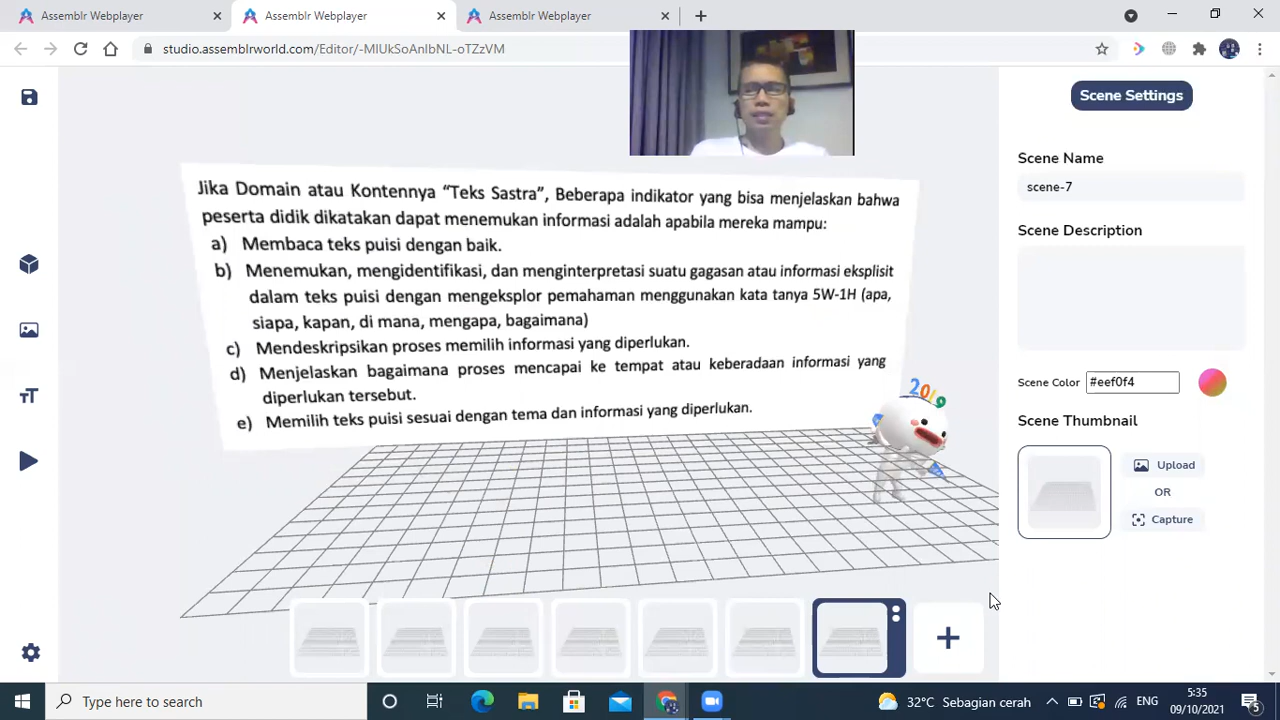 Assemblr Webplayer
Assemblr Webplayer
Assemblr Webplayer
studio.assemblrworld.com/Editor/-MlUkSoAnlbNL-oTZzVM
Jika Domain atau Kontennya “Teks Sastra”, Beberapa indikator yang bisa menjelaskan bahwa
peserta didik dikatakan dapat menemukan informasi adalah apabila mereka mampu:
a) Membaca teks puisi dengan baik.
b) Menemukan, mengidentifikasi, dan menginterpretasi suatu gagasan atau informasi eksplisit
dalam teks puisi dengan mengeksplor pemahaman menggunakan kata tanya 5W-1H (apa,
siapa, kapan, di mana, mengapa, bagaimana)
c) Mendeskripsikan proses memilih informasi yang diperlukan.
d) Menjelaskan bagaimana proses mencapai ke tempat atau keberadaan informasi yang
diperlukan tersebut.
e) Memilih teks puisi sesuai dengan tema dan informasi yang diperlukan.
2019
Scene Settings
Scene Name
scene-7
Scene Description
Scene Color #eef0f4
Scene Thumbnail
Upload
OR
Capture
TT
Type here to search
32°C Sebagian cerah
ENG
5:35
09/10/2021
5